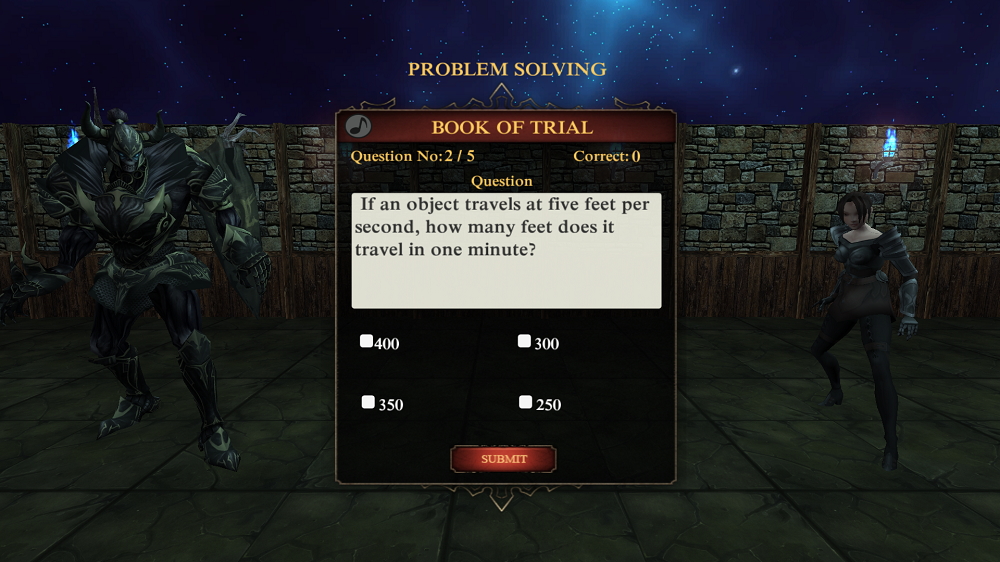 PROBLEM SOLVING
BOOK OF TRIAL
Question No: 2 / 5 Correct: 0
Question
If an object travels at five feet per
second, how many feet does it
travel in one minute?
400 300
350 250
SUBMIT